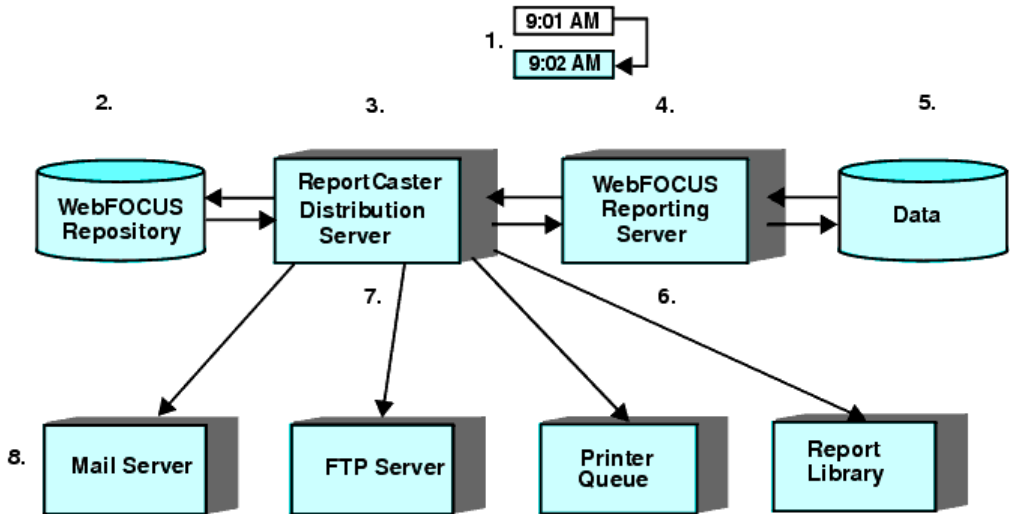 9:01 AM
1.
9:02 AM
2.
3.
4.
5.
WebFOCUS
Repository
ReportCaster
Distribution
Server
WebFOCUS
Reporting
Server
Data
7.
6.
8.
Mail Server
FTP Server
Printer
Queue
Report
Library